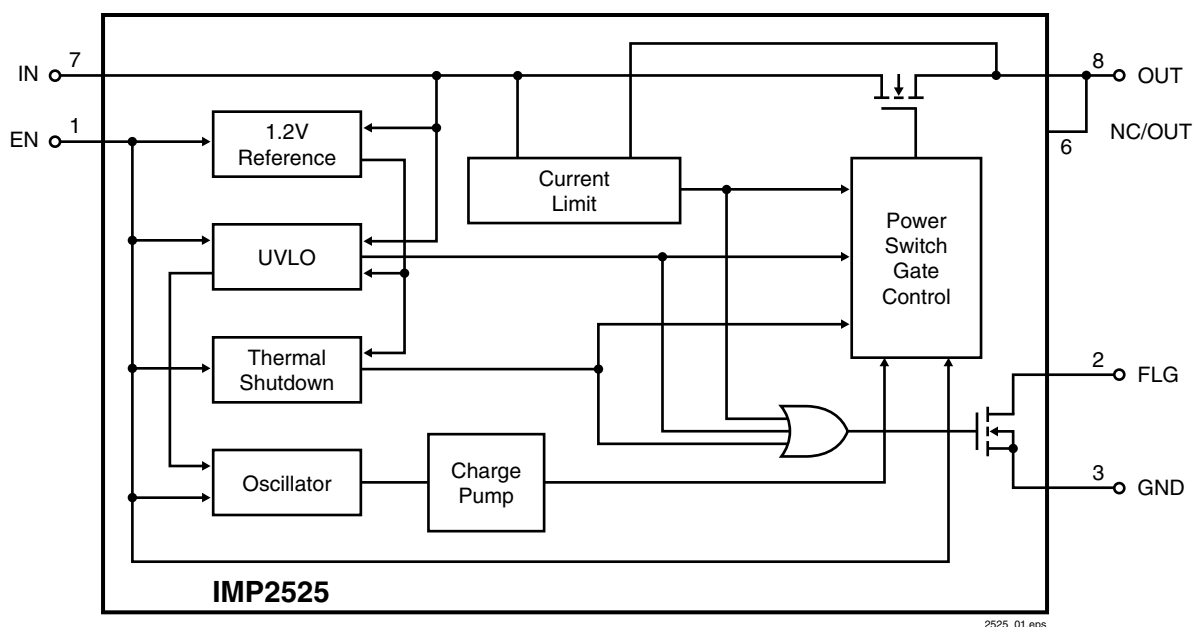 IN
7
8
OUT
EN
1
1.2V
Reference
6
NC/OUT
Current
Limit
UVLO
Power
Switch
Gate
Control
Thermal
Shutdown
2
FLG
Oscillator
Charge
Pump
3
GND
IMP2525
2525_01.eps